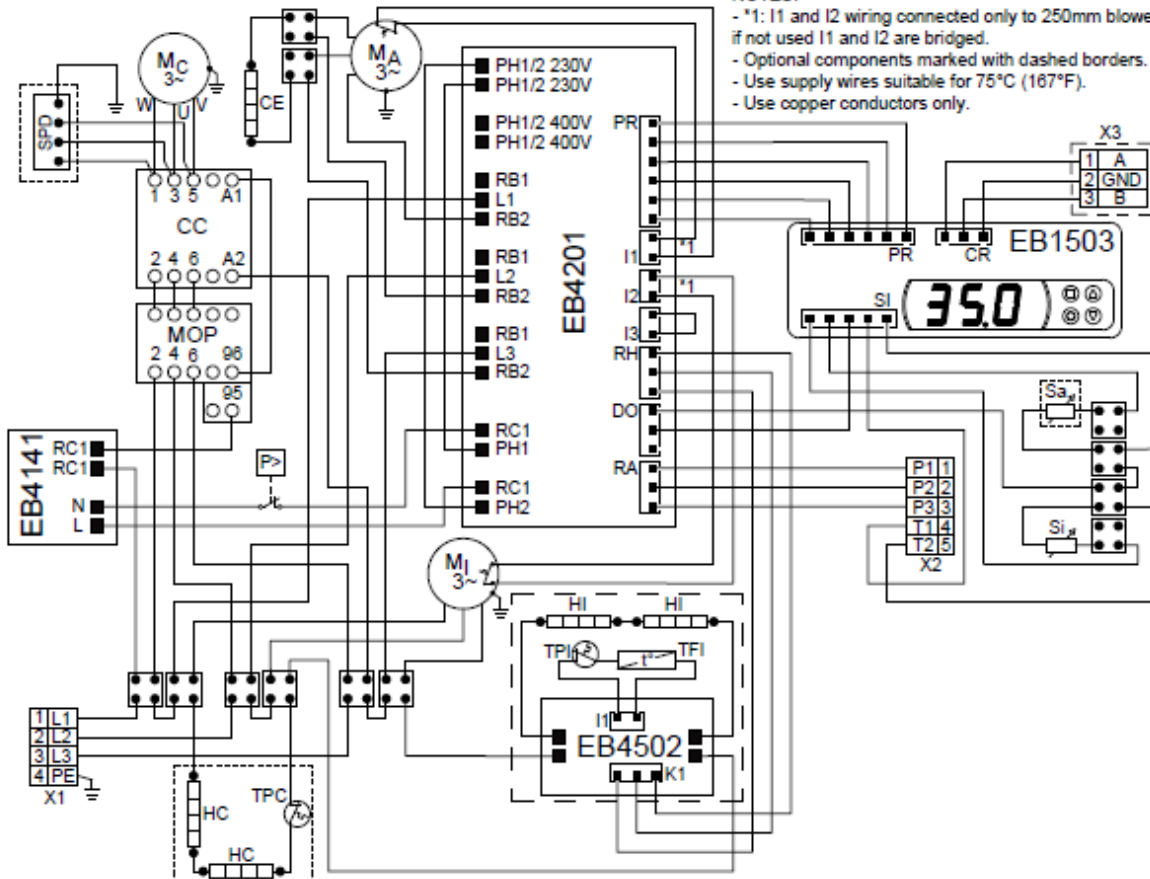 NOTES:
- *1: I1 and I2 wiring connected only to 250mm blowe
if not used I1 and I2 are bridged.
- Optional components marked with dashed borders.
- Use supply wires suitable for 75°C (167°F).
- Use copper conductors only.
MC
3~
W
U
V
SPD
CE
MA
3~
1 3 5 A1
CC
2 4 6 A2
MOP
2 4 6 96
95
EB4141
RC1
RC1
N
L
P>
EB4201
PH1/2 230V
PH1/2 230V
PH1/2 400V
PH1/2 400V
RB1
L1
RB2
RB1
L2
RB2
RB1
L3
RB2
RC1
PH1
RC1
PH2
PR
I1
*1
I2
*1
I3
RH
DO
RA
X3
1 A
2 GND
3 B
EB1503
PR
CR
SI
35.0
Sa
Si
P1 1
P2 2
P3 3
T1 4
T2 5
X2
MI
3~
HI
HI
TPI
t°
TFI
I1
EB4502
K1
1 L1
2 L2
3 L3
4 PE
X1
HC
TPC
HC